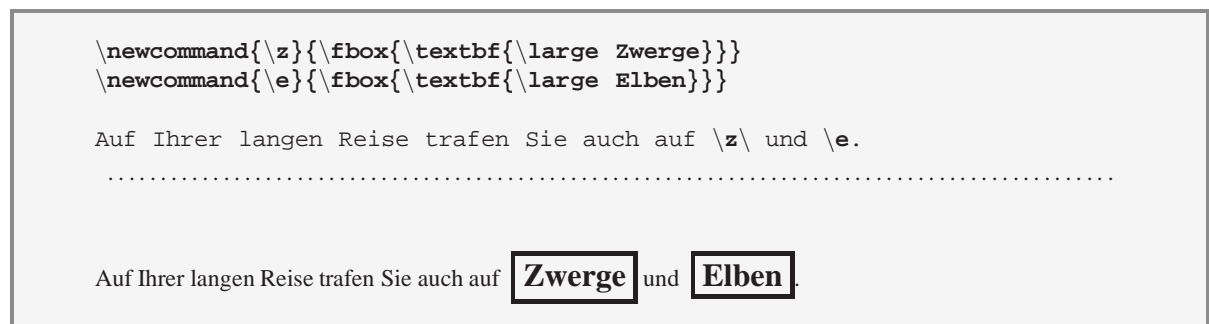 \newcommand{\z}{\fbox{\textbf{\large Zwerge}}}
\newcommand{\e}{\fbox{\textbf{\large Elben}}}
Auf Ihrer langen Reise trafen Sie auch auf \z\ und \e.
Auf Ihrer langen Reise trafen Sie auch auf Zwerge und Elben.